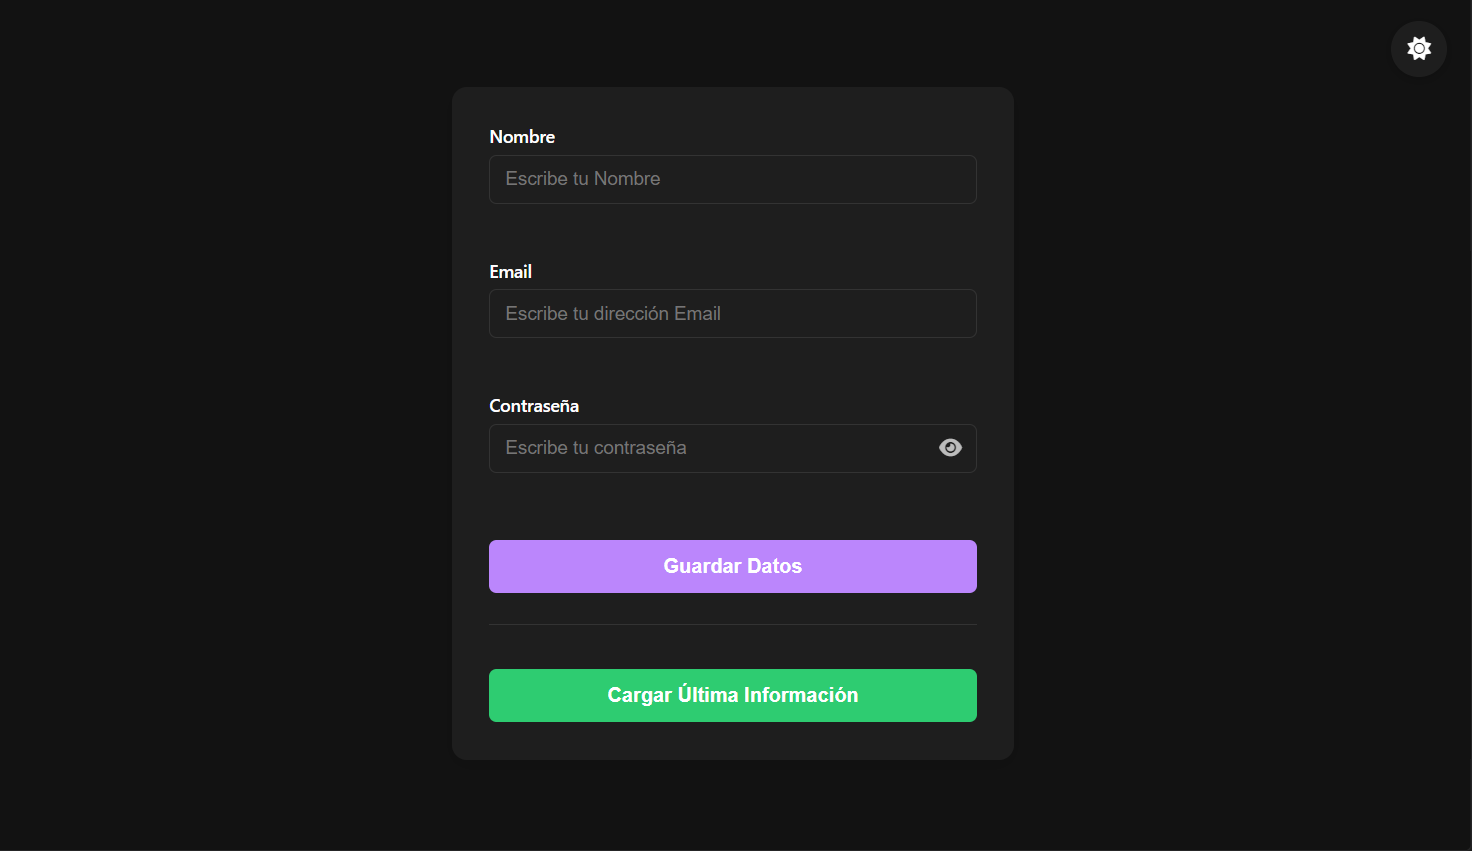 Nombre
Escribe tu Nombre
Email
Escribe tu dirección Email
Contraseña
Escribe tu contraseña
Guardar Datos
Cargar Última Información